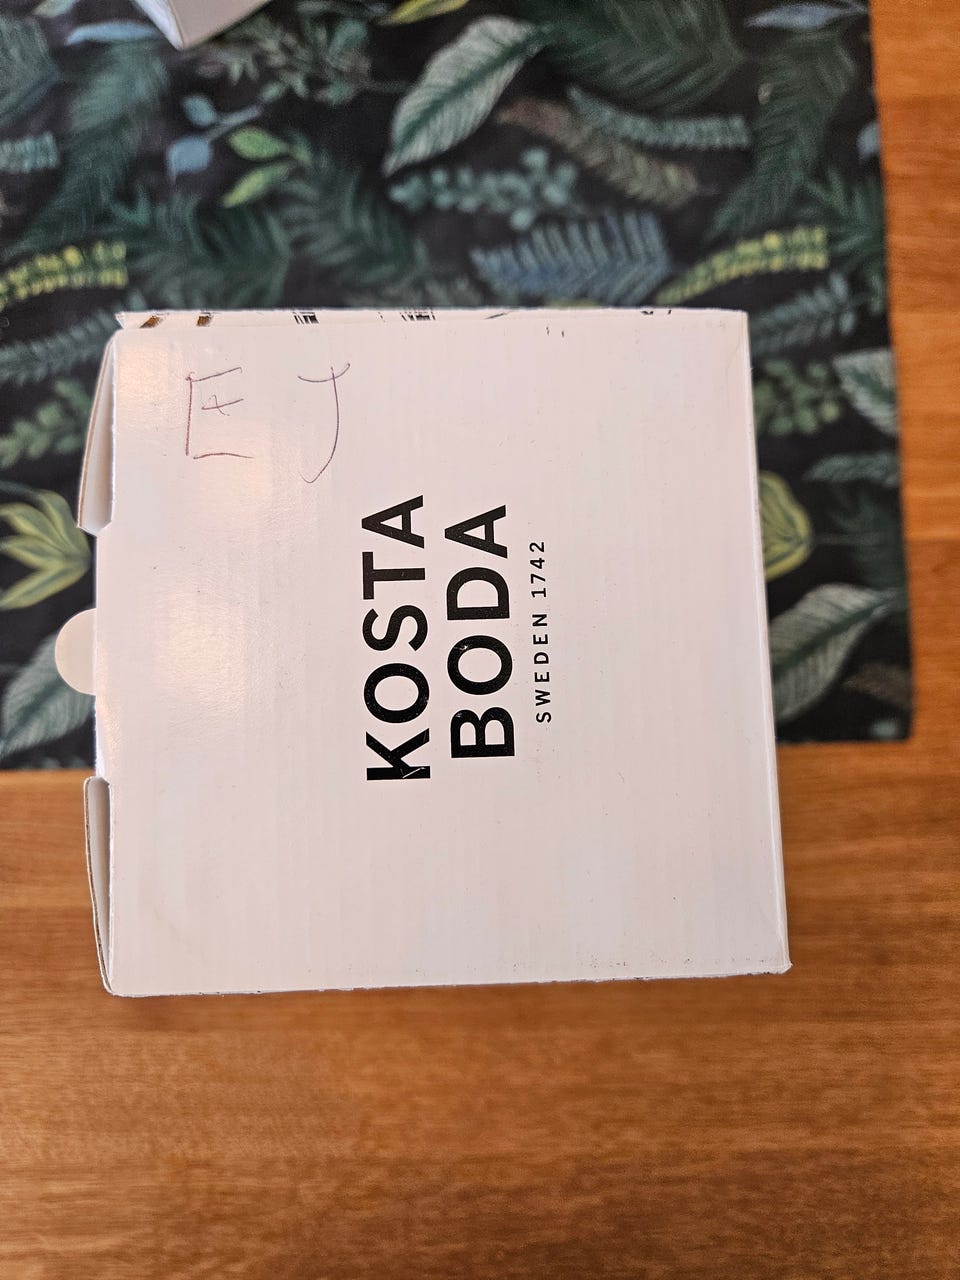 EJ
KOSTA
BODA
SWEDEN 1742